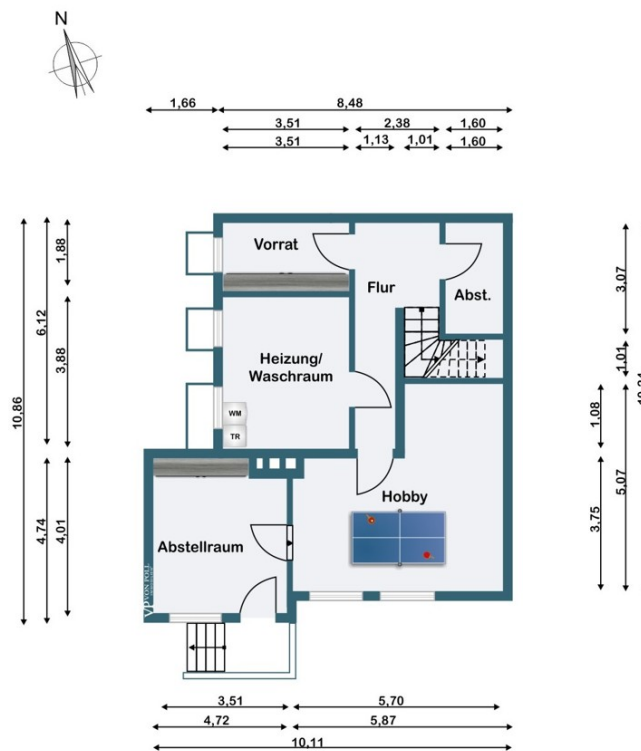 N
1,66
8,48
3,51
2,38
1,60
3,51
1,13
1,01
1,60
10,86
6,12
1,88
3,88
4,74
4,01
Vorrat
Flur
Abst.
Heizung/
Waschraum
WM
TR
Hobby
Abstellraum
VP VON POLL
3,07
1,01
1,08
5,07
3,75
3,51
5,70
4,72
5,87
10,11